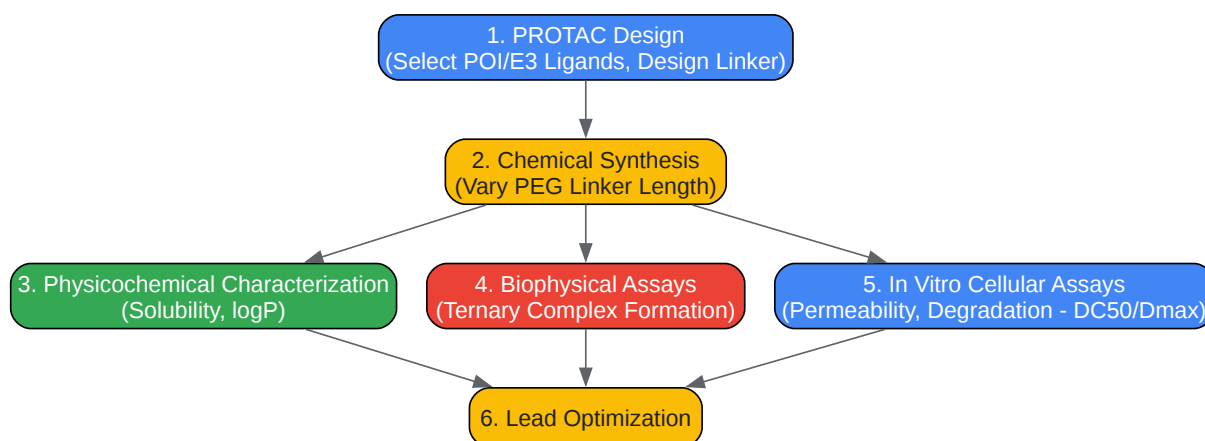 1. PROTAC Design
(Select POI/E3 Ligands, Design Linker)
2. Chemical Synthesis
(Vary PEG Linker Length)
3. Physicochemical Characterization
(Solubility, logP)
4. Biophysical Assays
(Ternary Complex Formation)
5. In Vitro Cellular Assays
(Permeability, Degradation - DC50/Dmax)
6. Lead Optimization